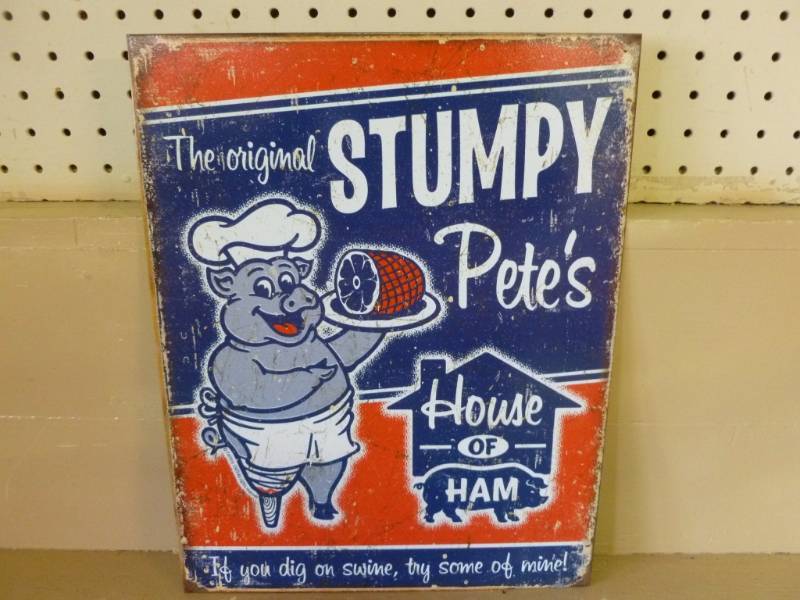 The original STUMPY
Pete's
House
OF
HAM
If you dig on swine, try some of mine!